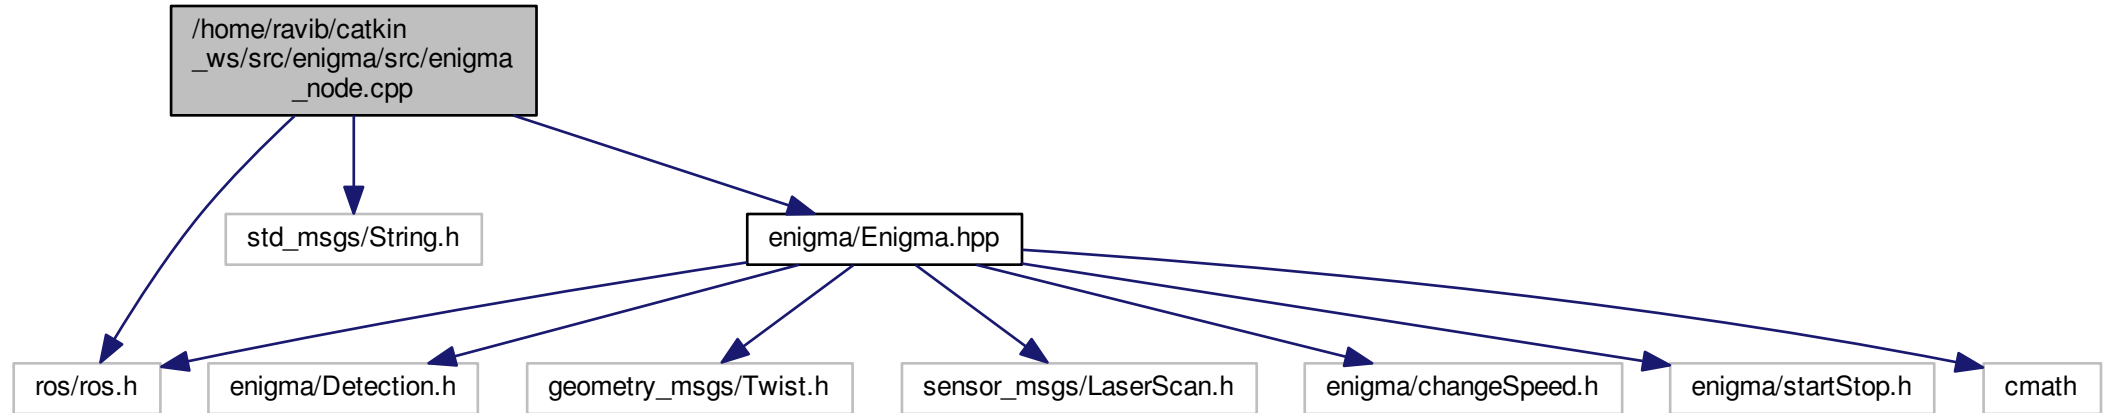 /home/ravib/catkin
_ws/src/enigma/src/enigma
_node.cpp
std_msgs/String.h
enigma/Enigma.hpp
ros/ros.h
enigma/Detection.h
geometry_msgs/Twist.h
sensor_msgs/LaserScan.h
enigma/changeSpeed.h
enigma/startStop.h
cmath